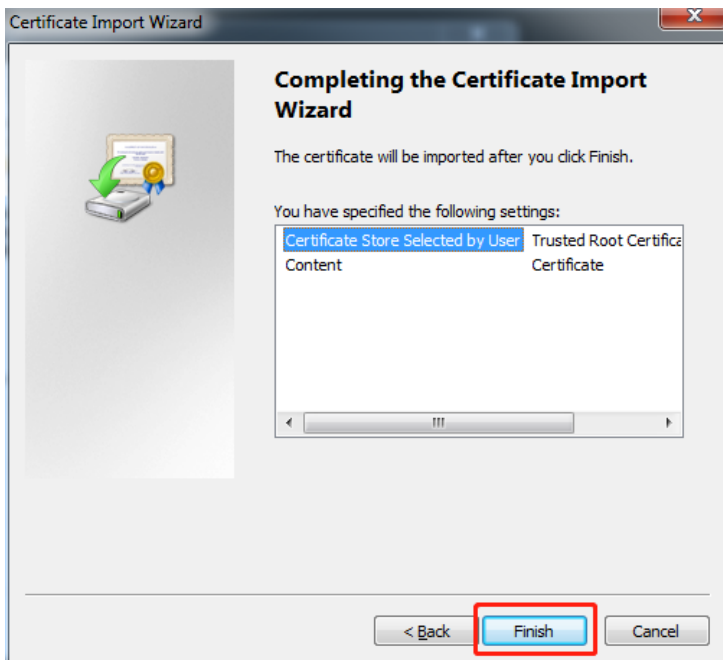 Certificate Import Wizard
Completing the Certificate Import
Wizard
The certificate will be imported after you click Finish.
You have specified the following settings:
Certificate Store Selected by User Trusted Root Certifica
Content Certificate
< Back Finish Cancel